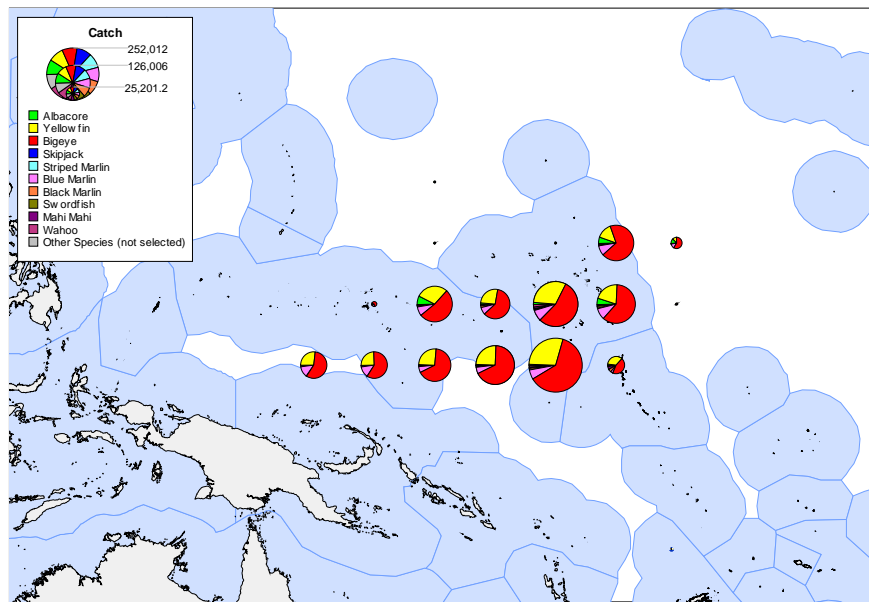 Catch
252,012
126,006
25,201.2
Albacore
Yellow fin
Bigeye
Skipjack
Striped Marlin
Blue Marlin
Black Marlin
Swordfish
Mahi Mahi
Wahoo
Other Species (not selected)